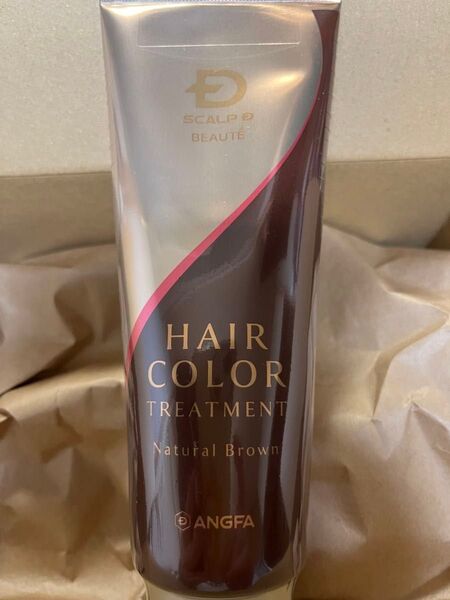 SCALP D
BEAUTÉ
HAIR
COLOR
TREATMENT
Natural Brown
ANGFA